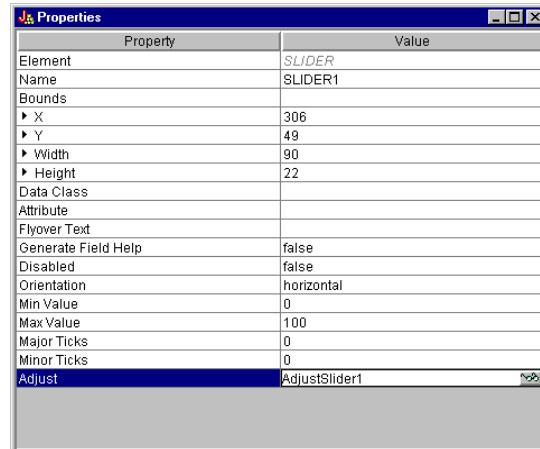 Properties
Property Value
Element SLIDER
Name SLIDER1
Bounds
X 306
Y 49
Width 90
Height 22
Data Class
Attribute
Flyover Text
Generate Field Help false
Disabled false
Orientation horizontal
Min Value 0
Max Value 100
Major Ticks 0
Minor Ticks 0
Adjust AdjustSlider1